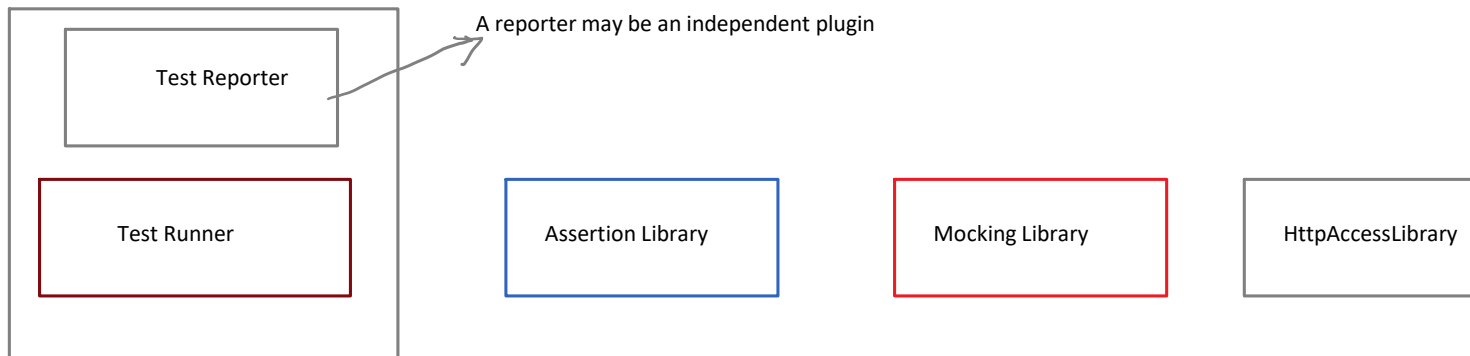 A reporter may be an independent plugin
Test Reporter
Test Runner
Assertion Library
Mocking Library
HttpAccessLibrary